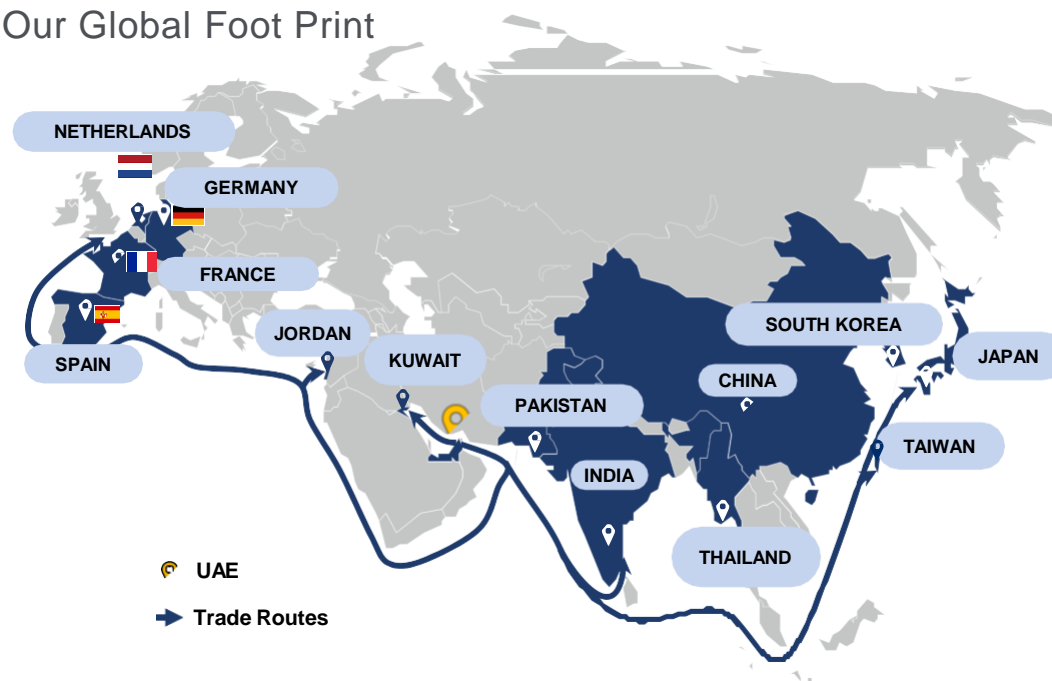 Our Global Foot Print
NETHERLANDS
GERMANY
FRANCE
SPAIN
JORDAN
KUWAIT
PAKISTAN
INDIA
CHINA
SOUTH KOREA
JAPAN
TAIWAN
THAILAND
UAE
Trade Routes